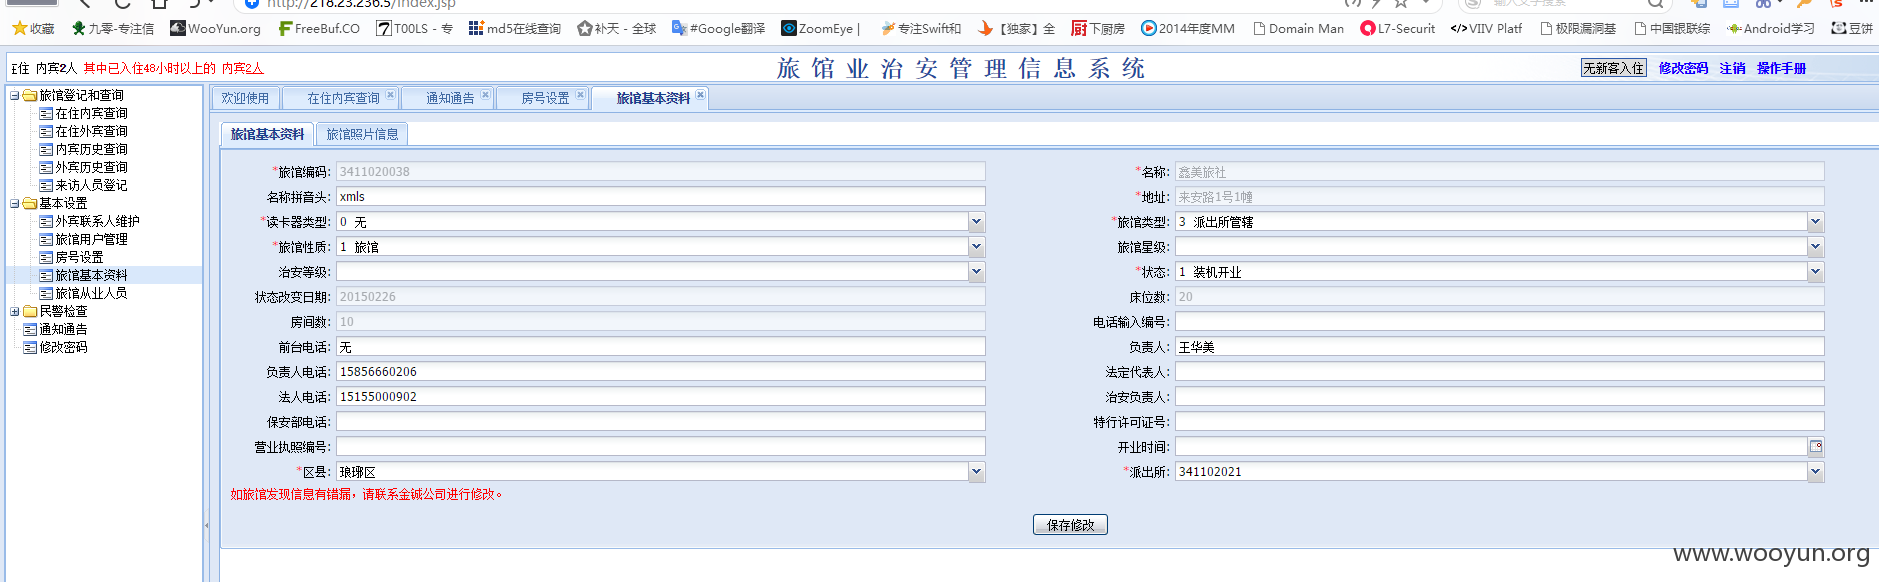 http://218.23.236.5/index.jsp
收藏 九零-专注信 WooYun.org FreeBuf.CO T00LS - 专 md5在线查询 补天 - 全球 #Google翻译 ZoomEye | 专注Swift和 【独家】全 下厨房 2014年度MM Domain Man L7-Securit VIIV Platf 极限漏洞基 中国银联综 Android学习 豆饼
住 内宾2人 其中已入住48小时以上的 内宾2人
旅馆业治安管理信息系统
无新客入住 修改密码 注销 操作手册
旅馆登记和查询
在住内宾查询
在住外宾查询
内宾历史查询
外宾历史查询
来访人员登记
基本设置
外宾联系人维护
旅馆用户管理
房号设置
旅馆基本资料
旅馆从业人员
民警检查
通知通告
修改密码
欢迎使用 在住内宾查询 通知通告 房号设置 旅馆基本资料
旅馆基本资料 旅馆照片信息
*旅馆编码: 3411020038 *名称: 鑫美旅社
名称拼音头: xmls *地址: 来安路1号1幢
*读卡器类型: 0 无 *旅馆类型: 3 派出所管辖
*旅馆性质: 1 旅馆 旅馆星级:
治安等级: *状态: 1 装机开业
状态改变日期: 20150226 床位数: 20
房间数: 10 电话输入编号:
前台电话: 无 负责人: 王华美
负责人电话: 15856660206 法定代表人:
法人电话: 15155000902 治安负责人:
保安部电话: 特行许可证号:
营业执照编号: 开业时间:
*区县: 琅琊区 *派出所: 341102021
如旅馆发现信息有错漏，请联系金铖公司进行修改。
保存修改
www.wooyun.org